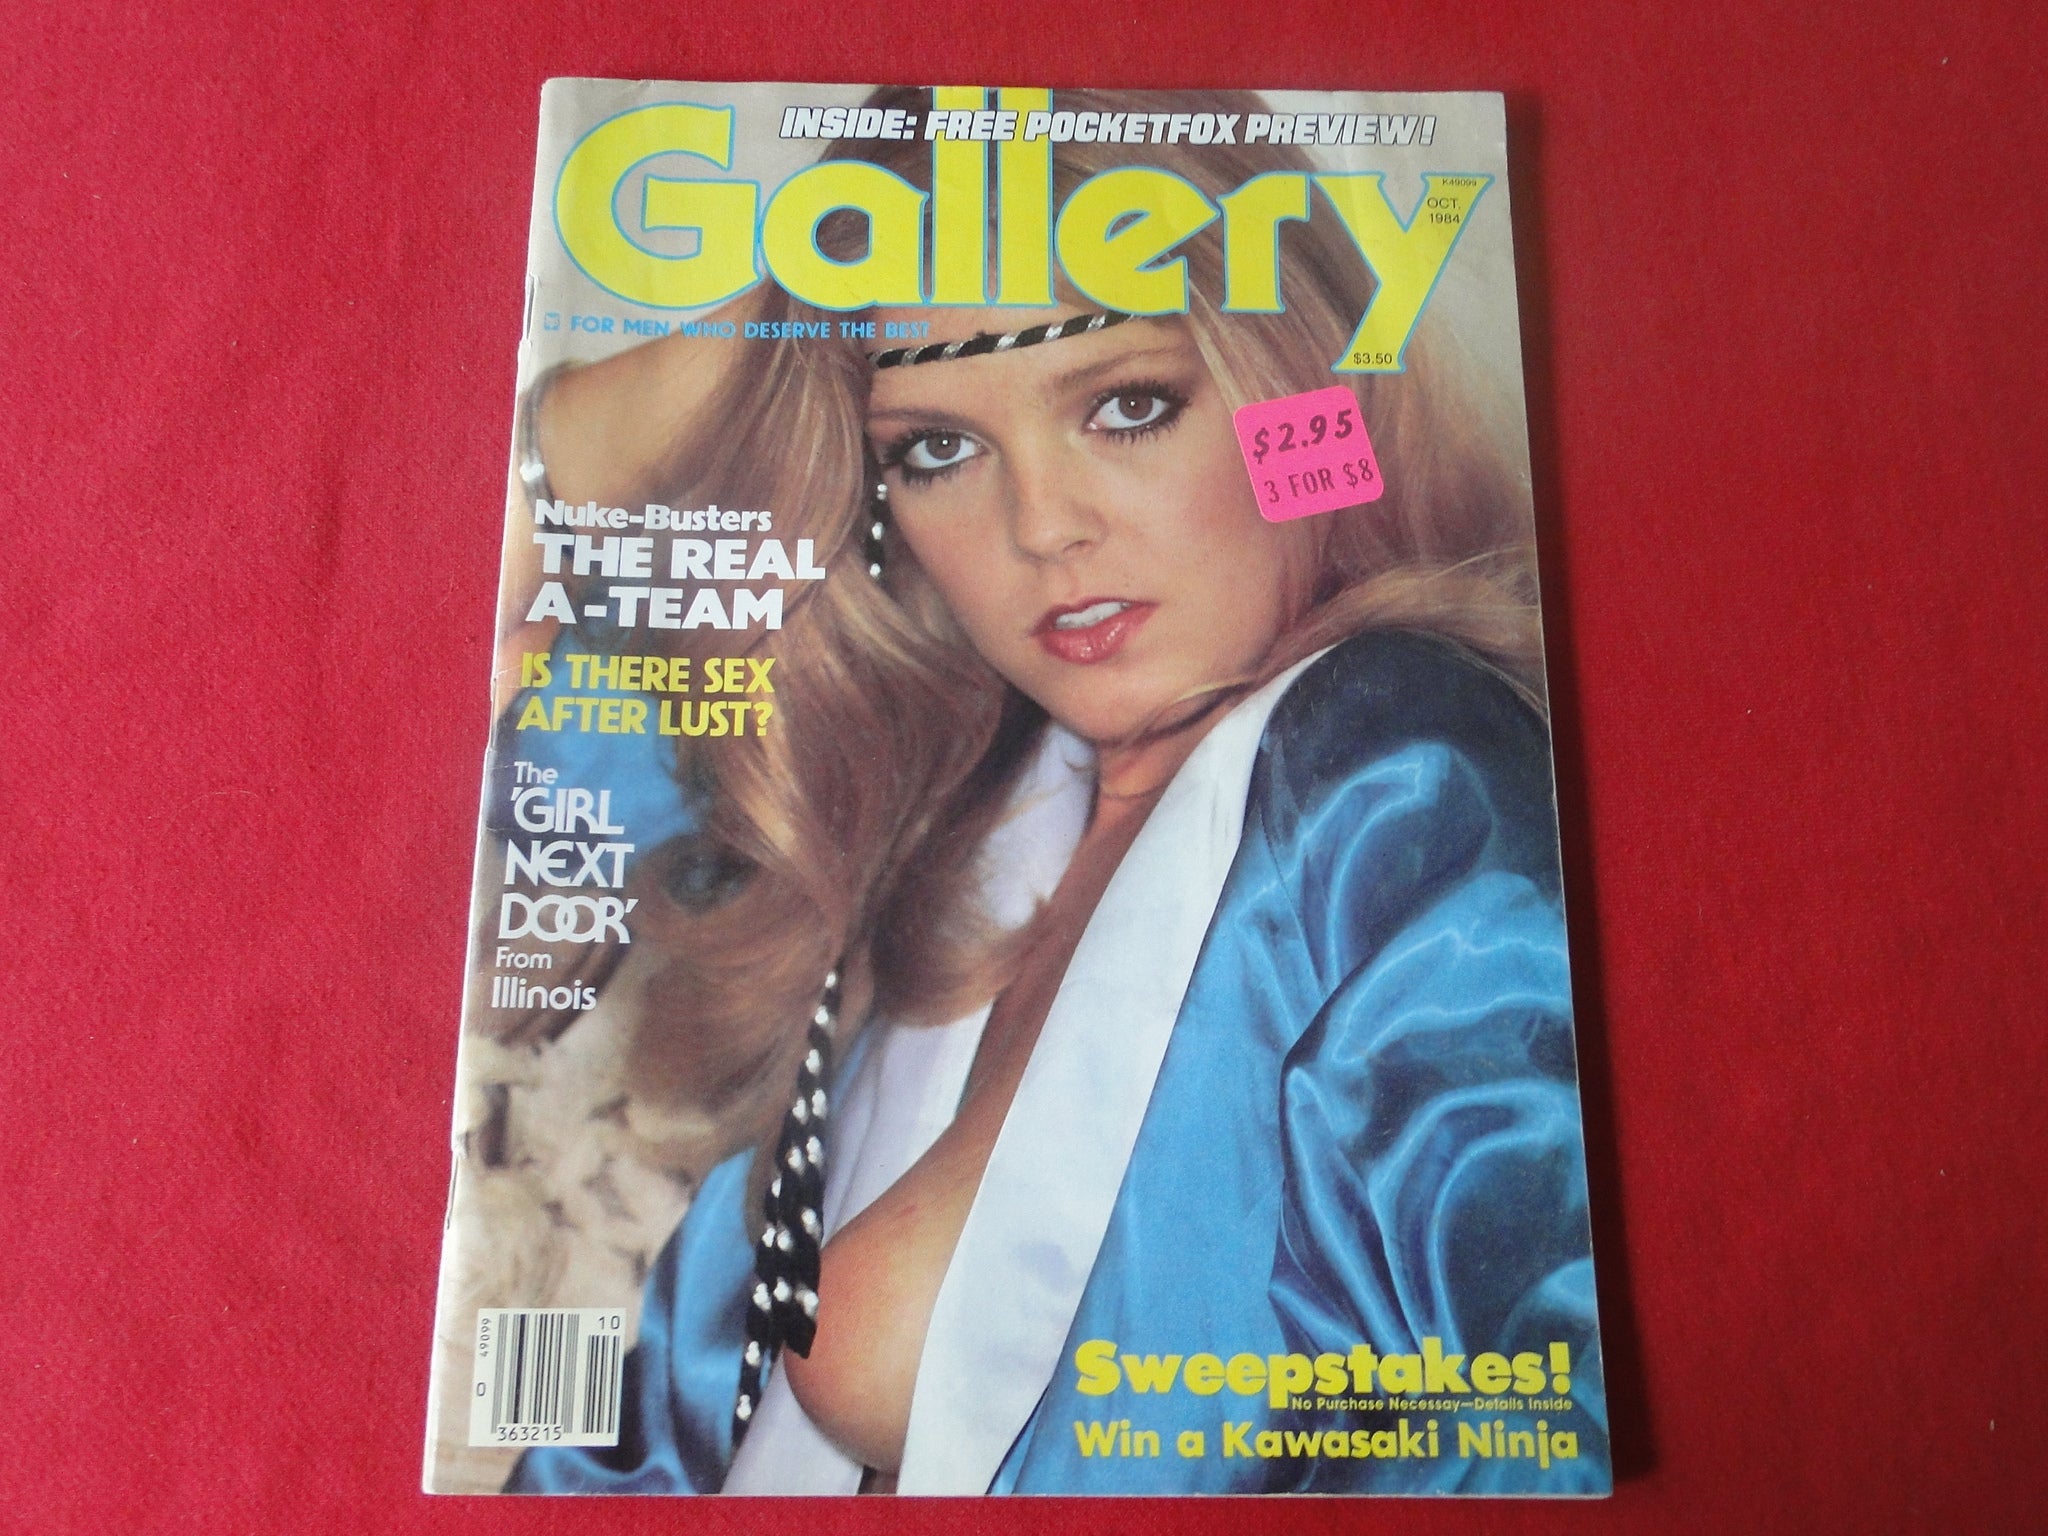 INSIDE: FREE POCKETFOX PREVIEW!
Gallery
K49099
OCT.
1984
$3.50
FOR MEN WHO DESERVE THE BEST
$2.95
3 FOR $8
Nuke-Busters
THE REAL
A-TEAM
IS THERE SEX
AFTER LUST?
The
'GIRL
NEXT
DOOR'
From
Illinois
Sweepstakes!
No Purchase Necessay—Details Inside
Win a Kawasaki Ninja
10
49099
0
363215